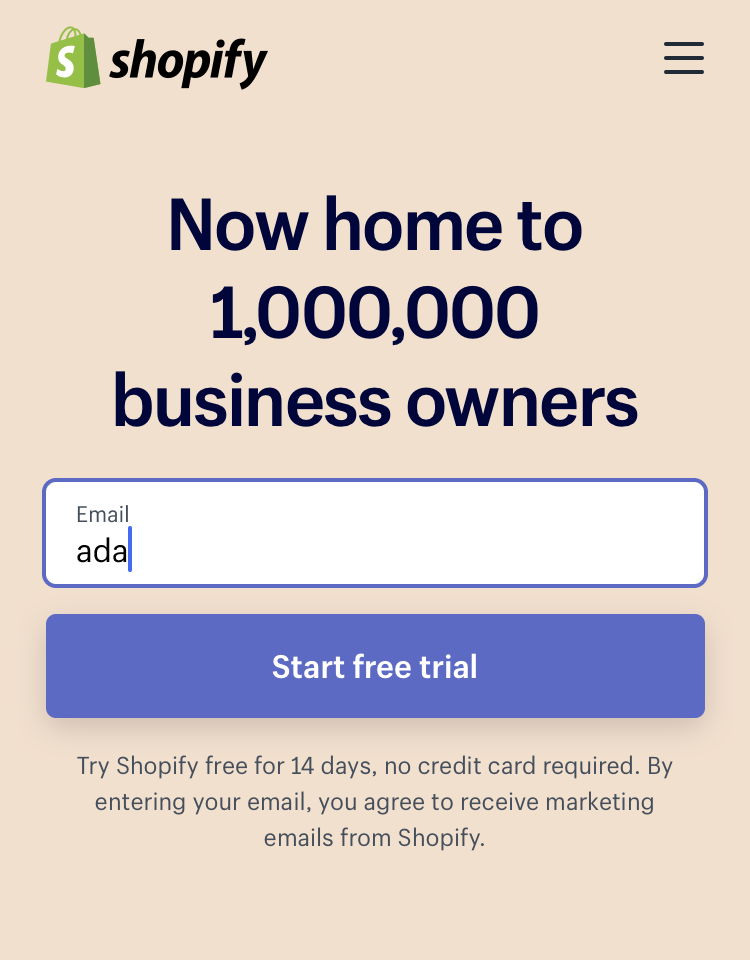 shopify
Now home to
1,000,000
business owners
Email
ada
Start free trial
Try Shopify free for 14 days, no credit card required. By
entering your email, you agree to receive marketing
emails from Shopify.